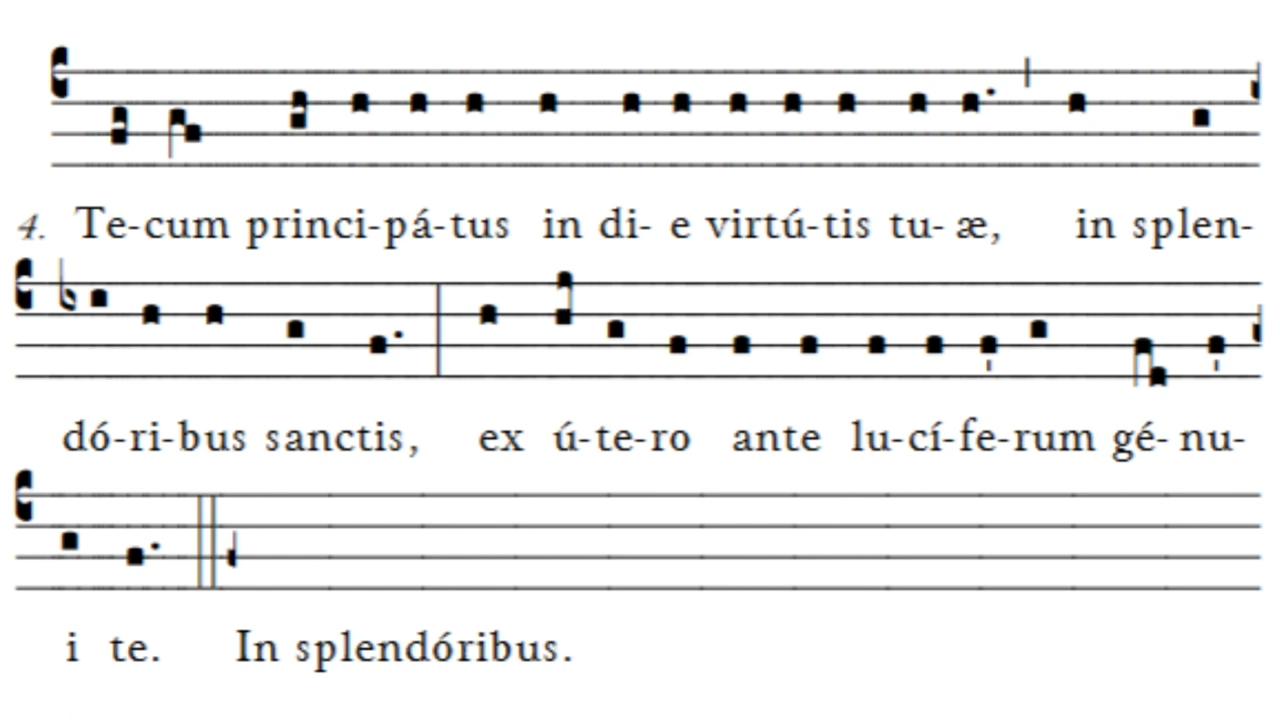 4. Te-cum princi-pá-tus in di- e virtú-tis tu- æ, in splen-
dó-ri-bus sanctis, ex ú-te-ro ante lu-cí-fe-rum gé- nu-
i te. In splendóribus.